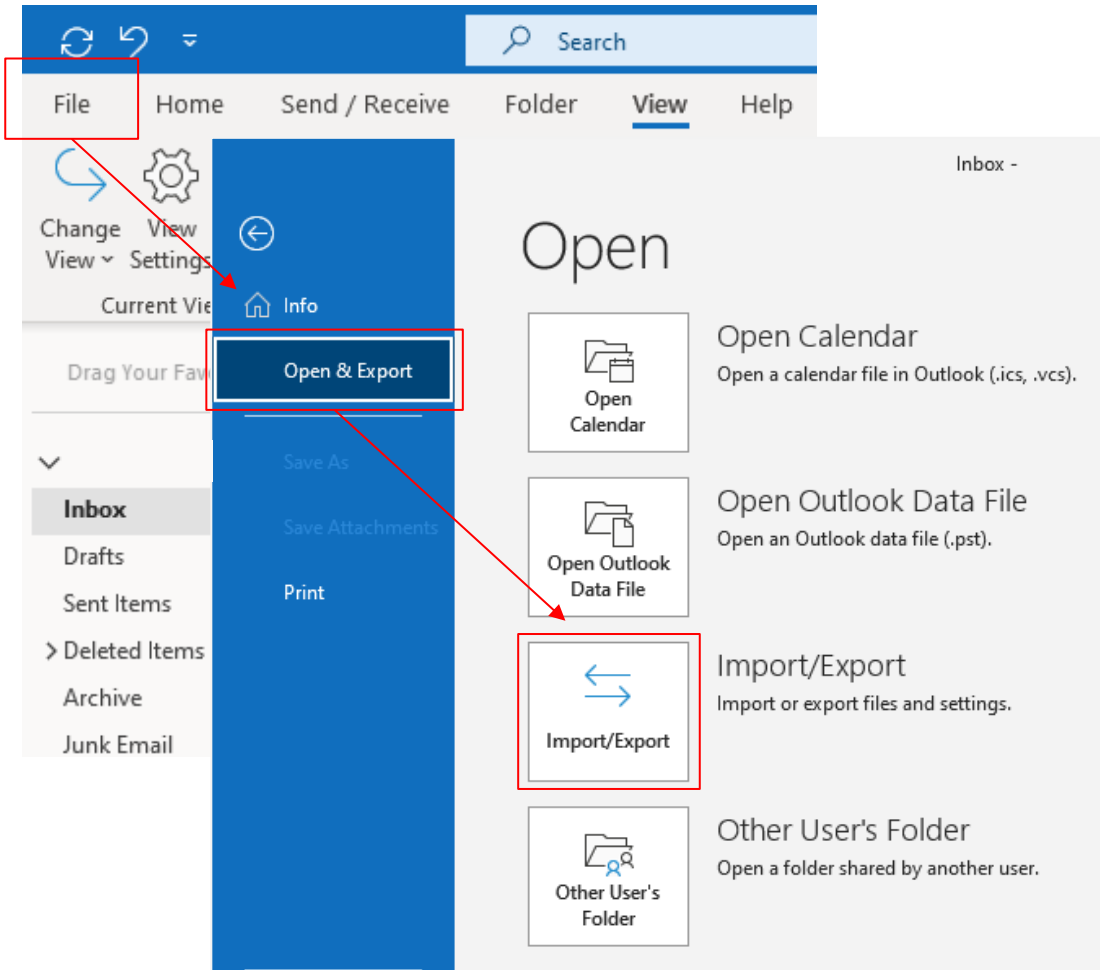 Search
File Home Send / Receive Folder View Help
Inbox -
Change View
View Settings
Current Vie
Drag Your Fav
Inbox
Drafts
Sent Items
Deleted Items
Archive
Junk Email
Info
Open & Export
Save As
Save Attachments
Print
Open
Open
Calendar
Open Calendar
Open a calendar file in Outlook (.ics, .vcs).
Open Outlook
Data File
Open Outlook Data File
Open an Outlook data file (.pst).
Import/Export
Import/Export
Import or export files and settings.
Other User's
Folder
Other User's Folder
Open a folder shared by another user.